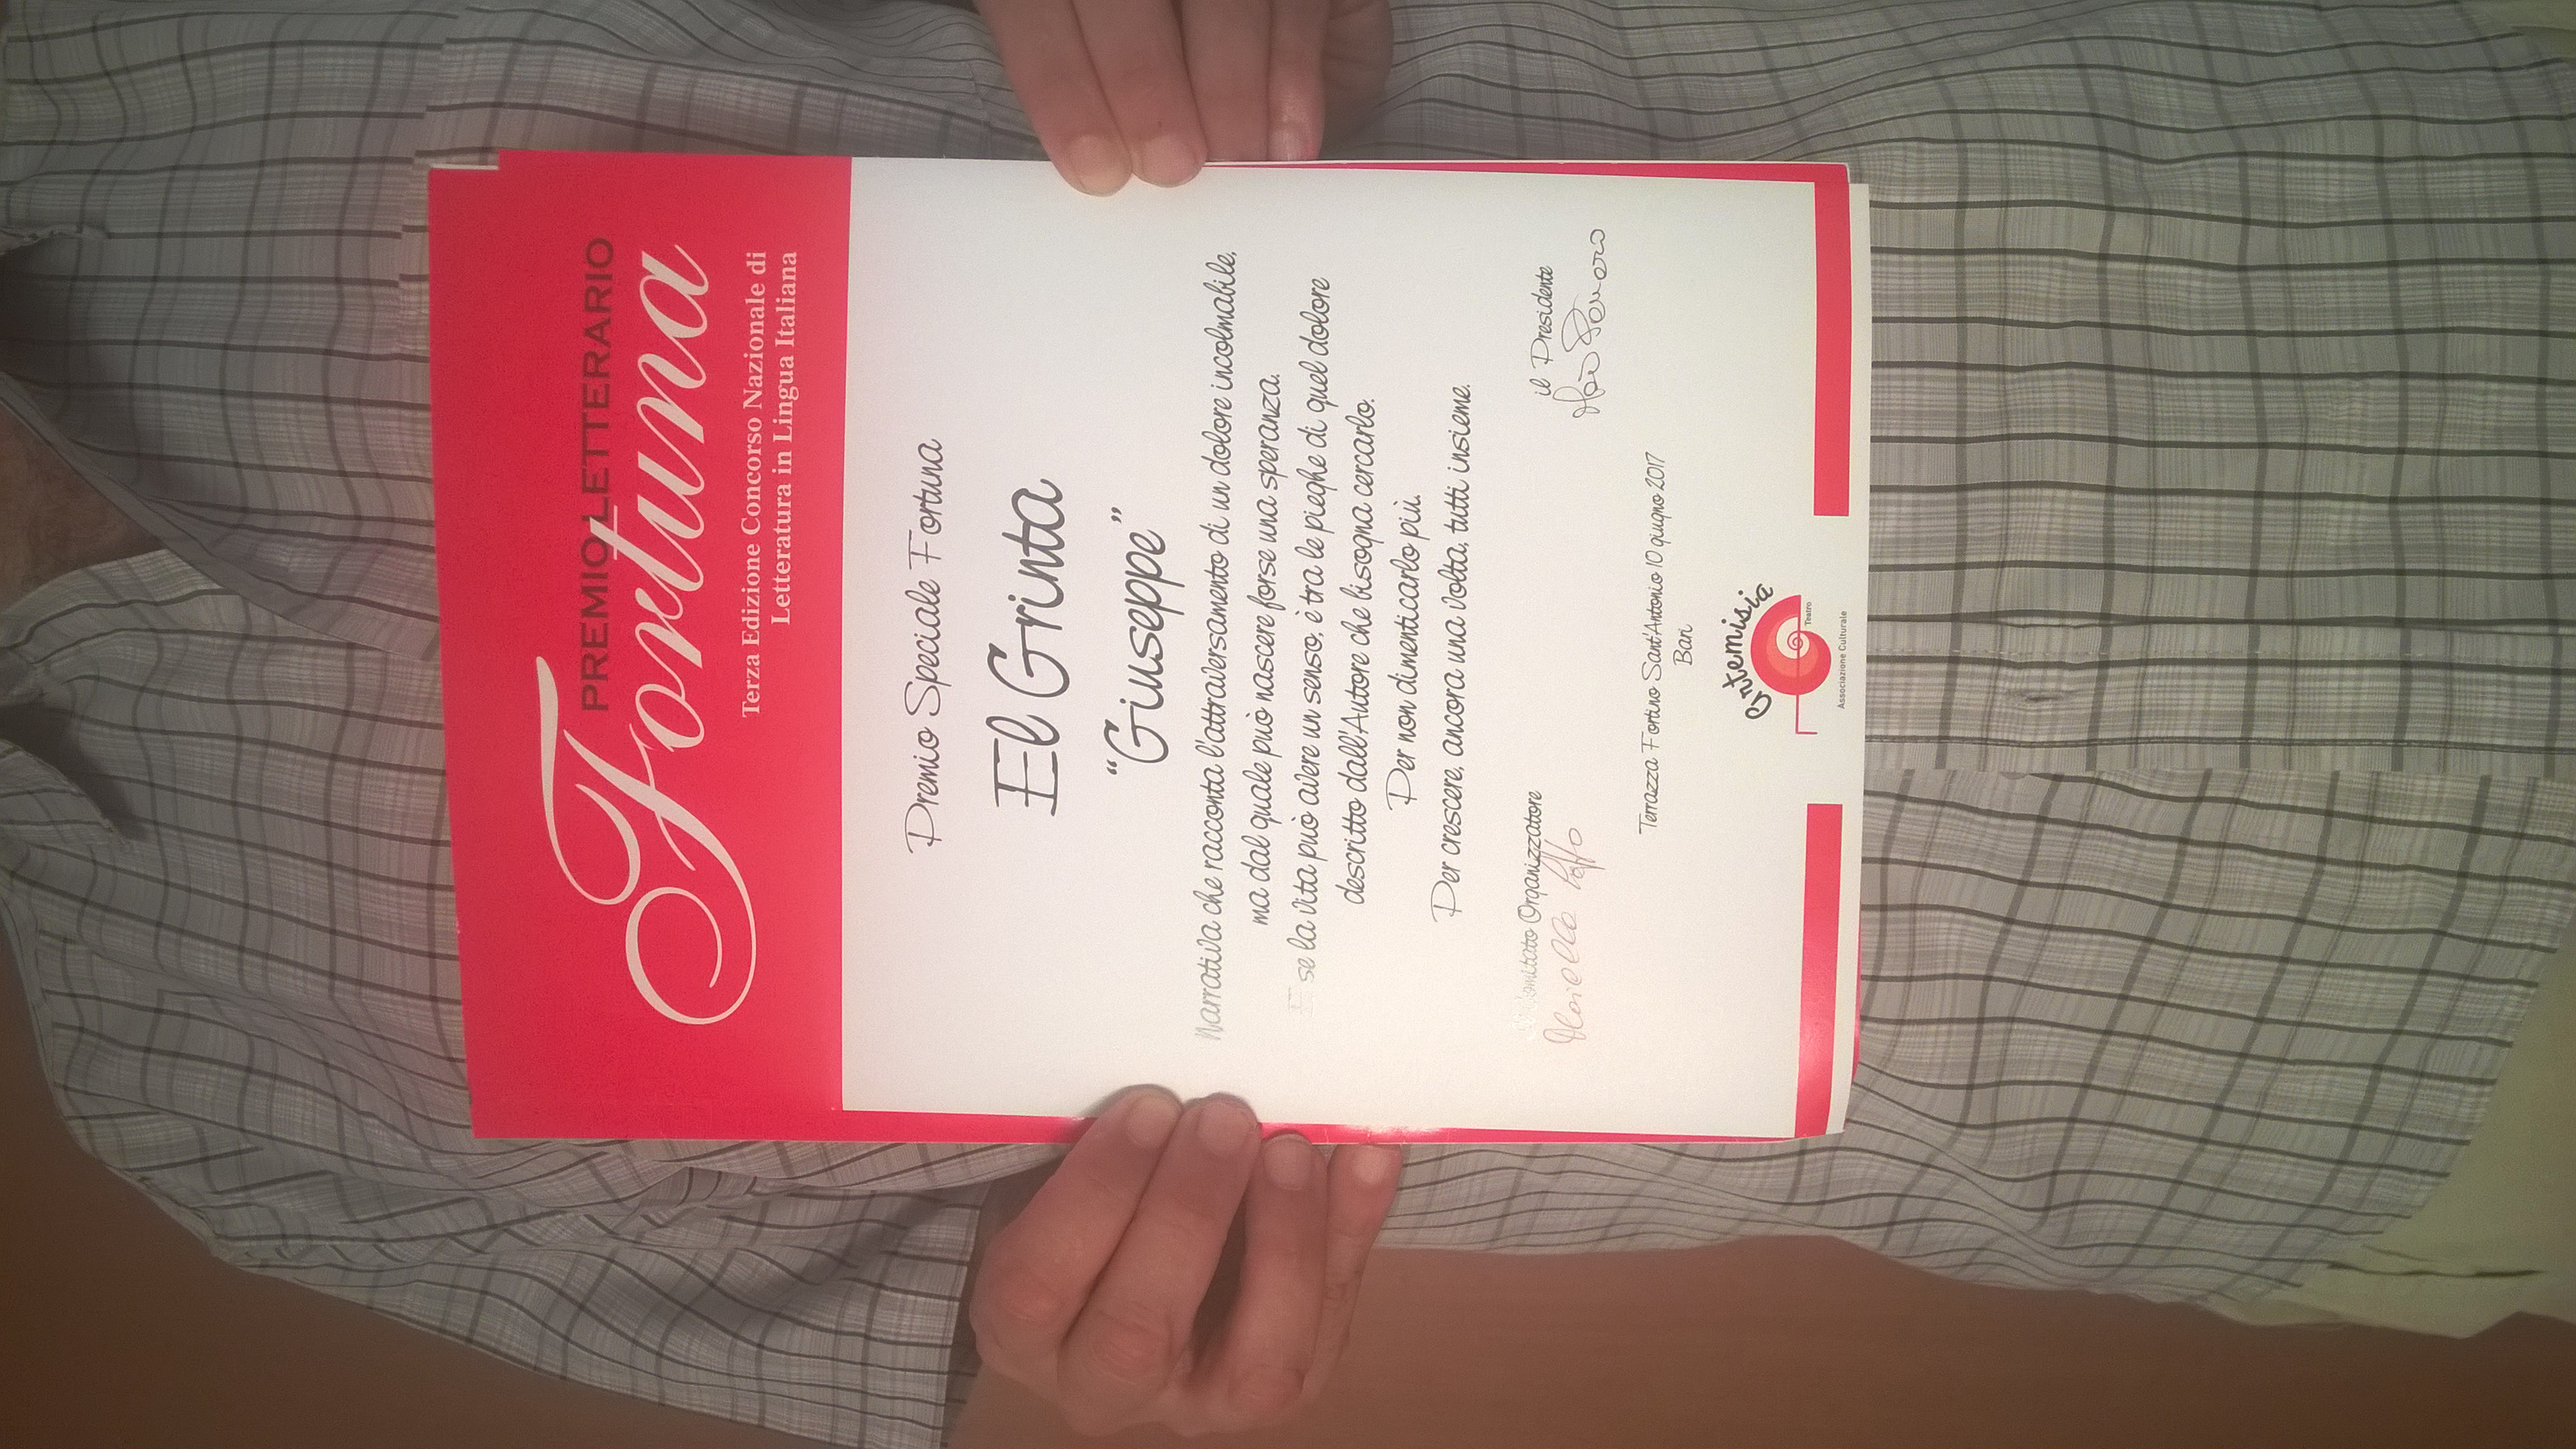 PREMIO LETTERARIO
Fortuna
Terza Edizione Concorso Nazionale di
Letteratura in Lingua Italiana
Premio Speciale Fortuna
El Grinta
“Giuseppe”
Narrativa che racconta l'attraversamento di un dolore incolmabile,
ma dal quale può nascere forse una speranza.
E se la vita può avere un senso, è tra le pieghe di quel dolore
descritto dall'Autore che bisogna cercarlo.
Per non dimenticarlo più.
Per crescere, ancora una volta, tutti insieme.
Comitato Organizzatore
il Presidente
Terrazza Fortino Sant'Antonio 10 giugno 2017
Bari
artemisia
Teatro
Associazione Culturale